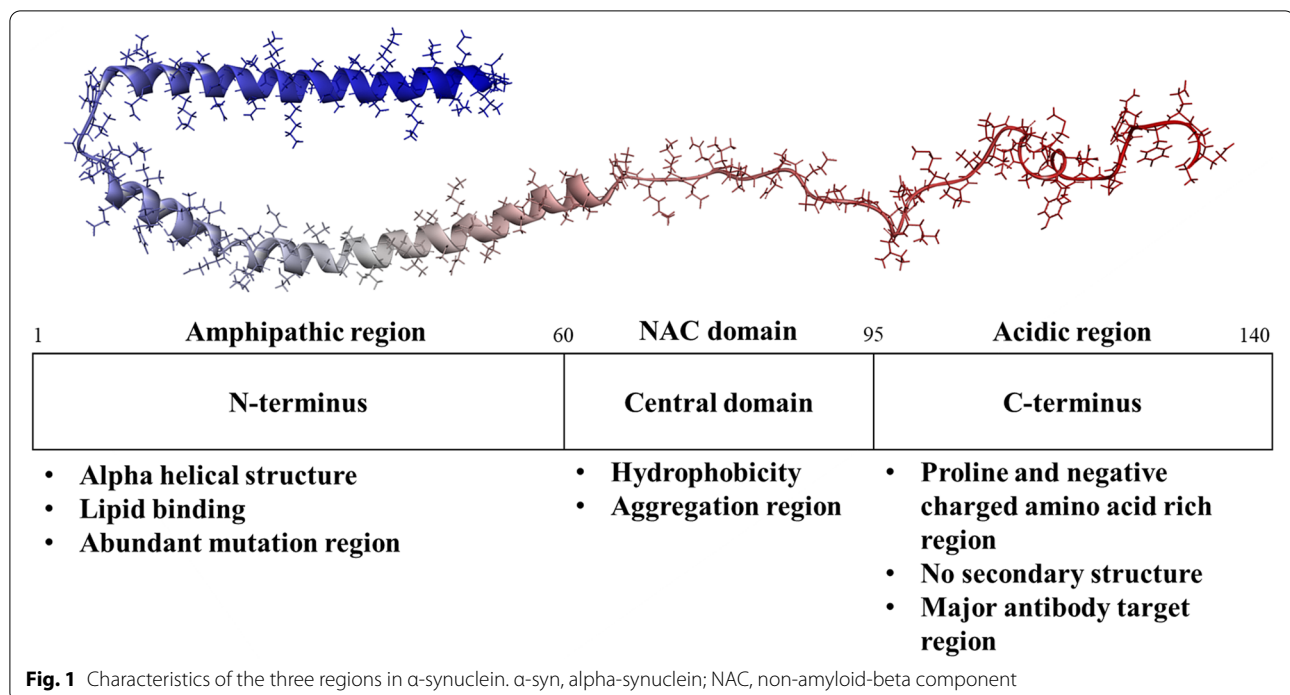 1 Amphipathic region 60 NAC domain 95 Acidic region 140
N-terminus Central domain C-terminus
• Alpha helical structure
• Lipid binding
• Abundant mutation region
• Hydrophobicity
• Aggregation region
• Proline and negative
charged amino acid rich
region
• No secondary structure
• Major antibody target
region
Fig. 1 Characteristics of the three regions in α-synuclein. α-syn, alpha-synuclein; NAC, non-amyloid-beta component